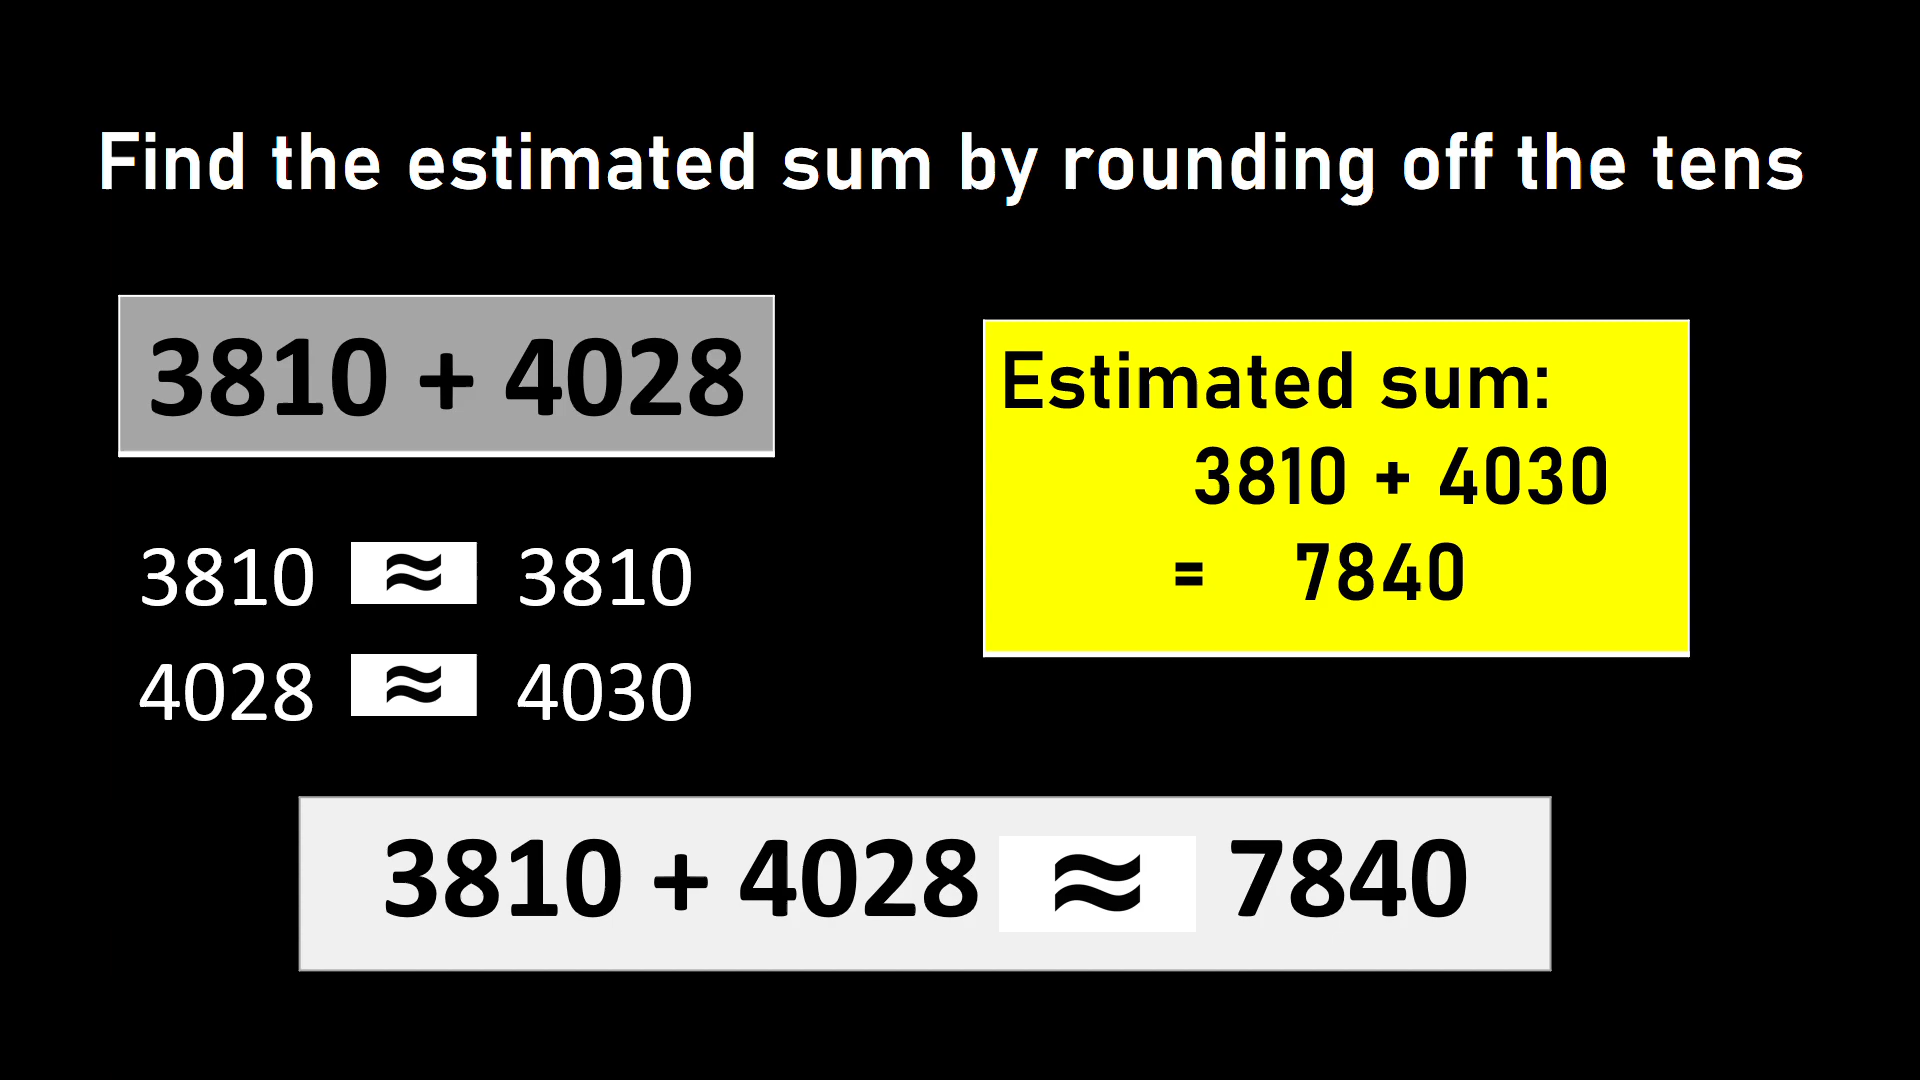 Find the estimated sum by rounding off the tens
3810 + 4028
Estimated sum:
3810 + 4030
= 7840
3810 ≈ 3810
4028 ≈ 4030
3810 + 4028 ≈ 7840